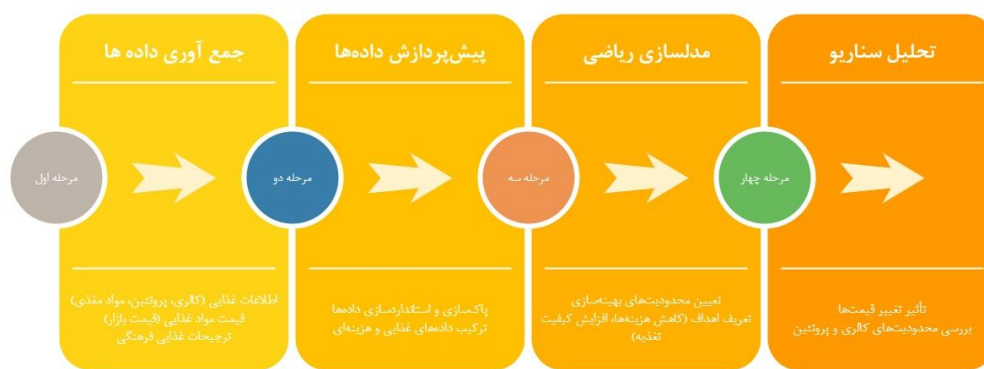 جمع آوری داده ها
مرحله اول
اطلاعات غذایی (کالری، پروتئین، مواد مغذی)
قیمت مواد غذایی (قیمت بازار)
ترجیحات غذایی فرهنگی
پیش‌پردازش داده‌ها
مرحله دو
پاک‌سازی و استانداردسازی داده‌ها
ترکیب داده‌های غذایی و هزینه‌ای
مدلسازی ریاضی
مرحله سه
تعیین محدودیت‌های بهینه‌سازی
تعریف اهداف (کاهش هزینه‌ها، افزایش کیفیت
تغذیه)
تحلیل سناریو
مرحله چهار
تأثیر تغییر قیمت‌ها
بررسی محدودیت‌های کالری و پروتئین